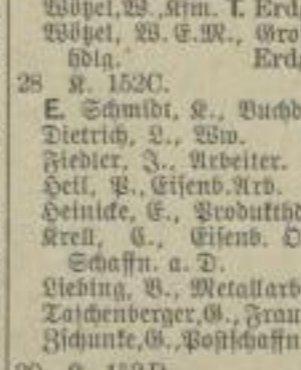 Wötzel, W., Kfm. T. Erd
Wötzel, W. E.M., Gro
hdlg. Erd
28 K. 152C.
E. Schmidt, K., Buchb
Dietrich, L., Ww.
Fiedler, J., Arbeiter.
Heil, P., Eisenb.Arb.
Heinicke, E., Produkthd
Krell, G., Eisenb. O
Schaffn. a. D.
Liebing, B., Metallarb
Taschenberger,G., Frau
Zschunke,G.,Postschaffn